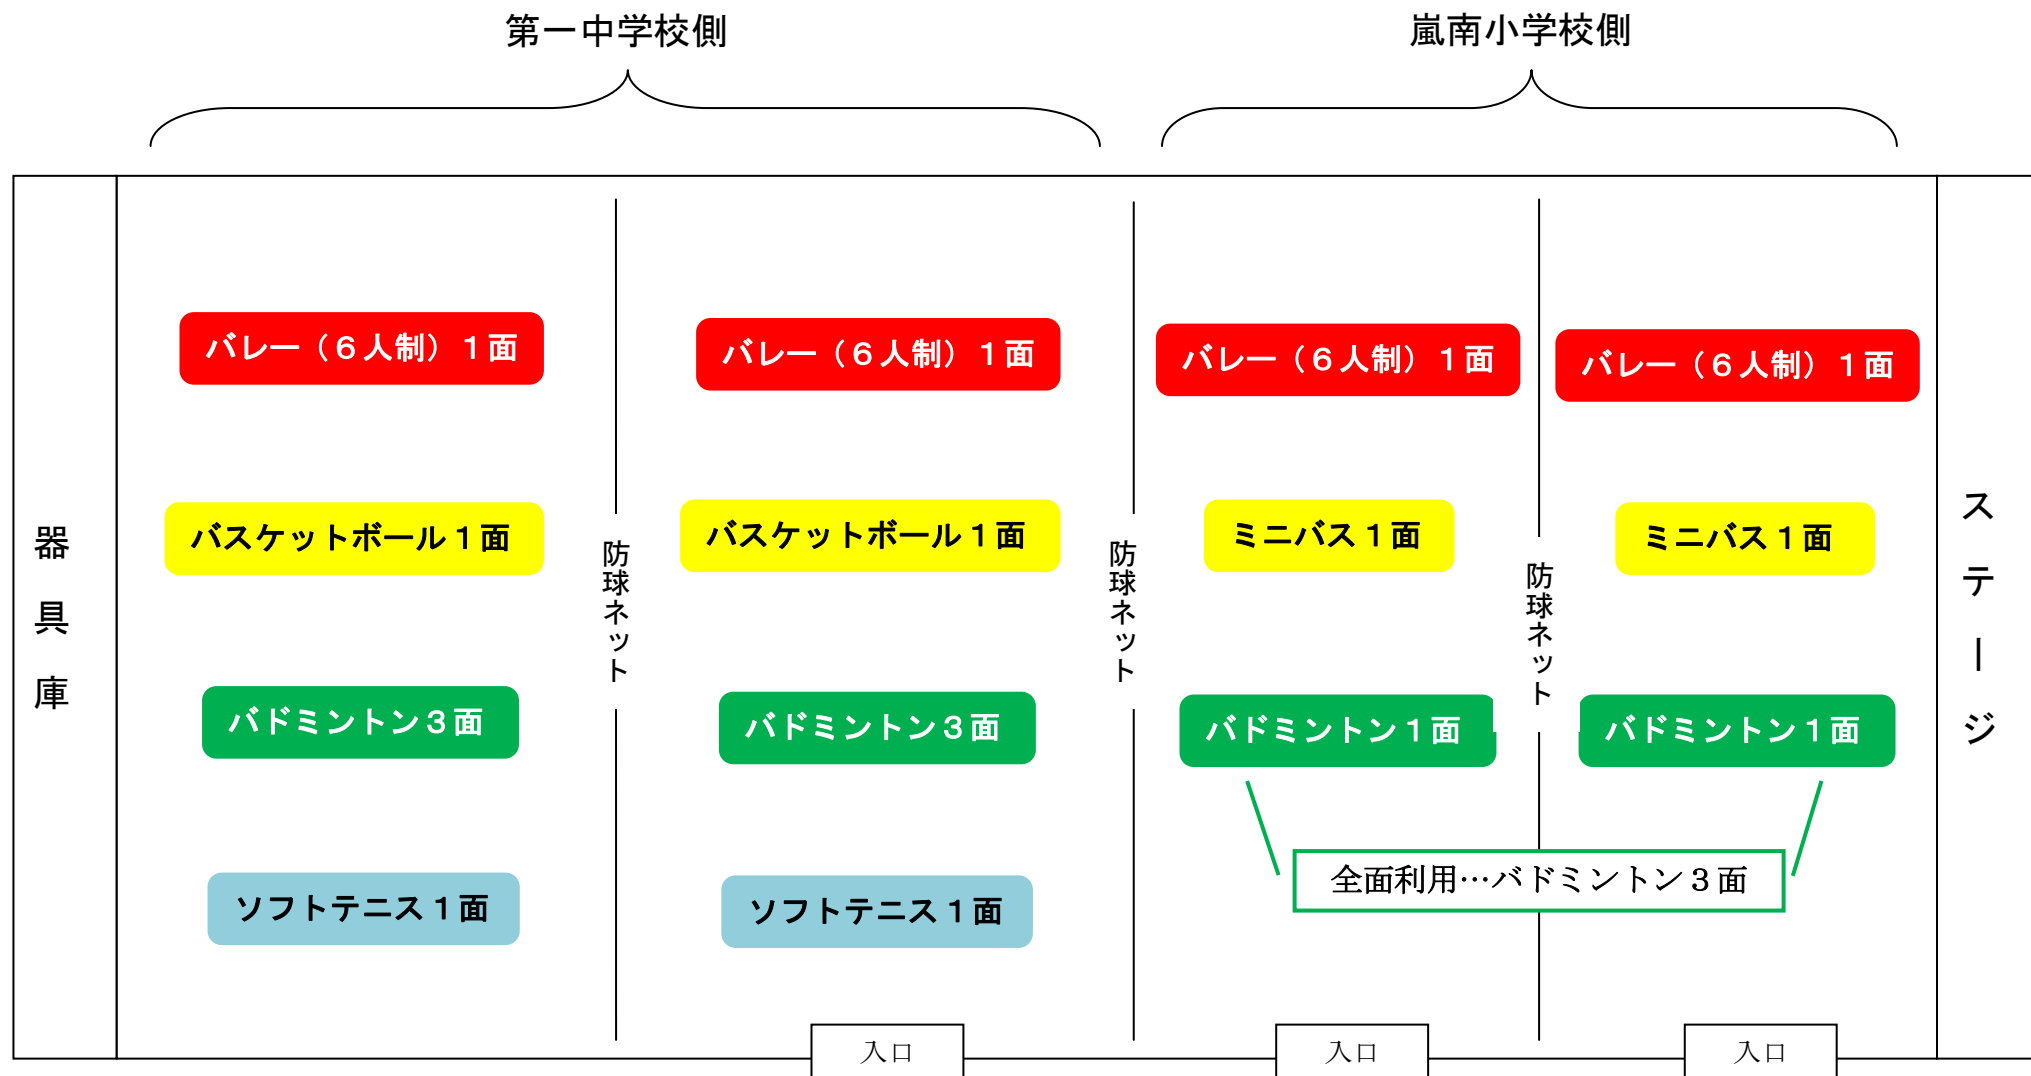 第一中学校側
嵐南小学校側
バレー（６人制）１面
バレー（６人制）１面
バレー（６人制）１面
バレー（６人制）１面
バスケットボール１面
バスケットボール１面
ミニバス１面
ミニバス１面
器具庫
防球ネット
防球ネット
防球ネット
ステージ
バドミントン３面
バドミントン３面
バドミントン１面
バドミントン１面
全面利用…バドミントン３面
ソフトテニス１面
ソフトテニス１面
入口
入口
入口